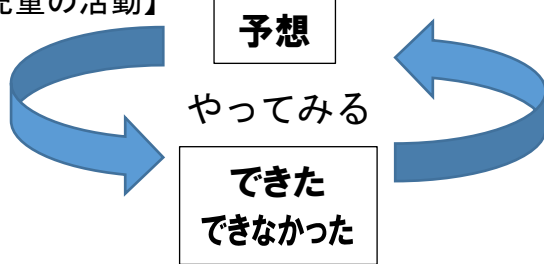 児童の活動】
予想
やってみる
できた
できなかった